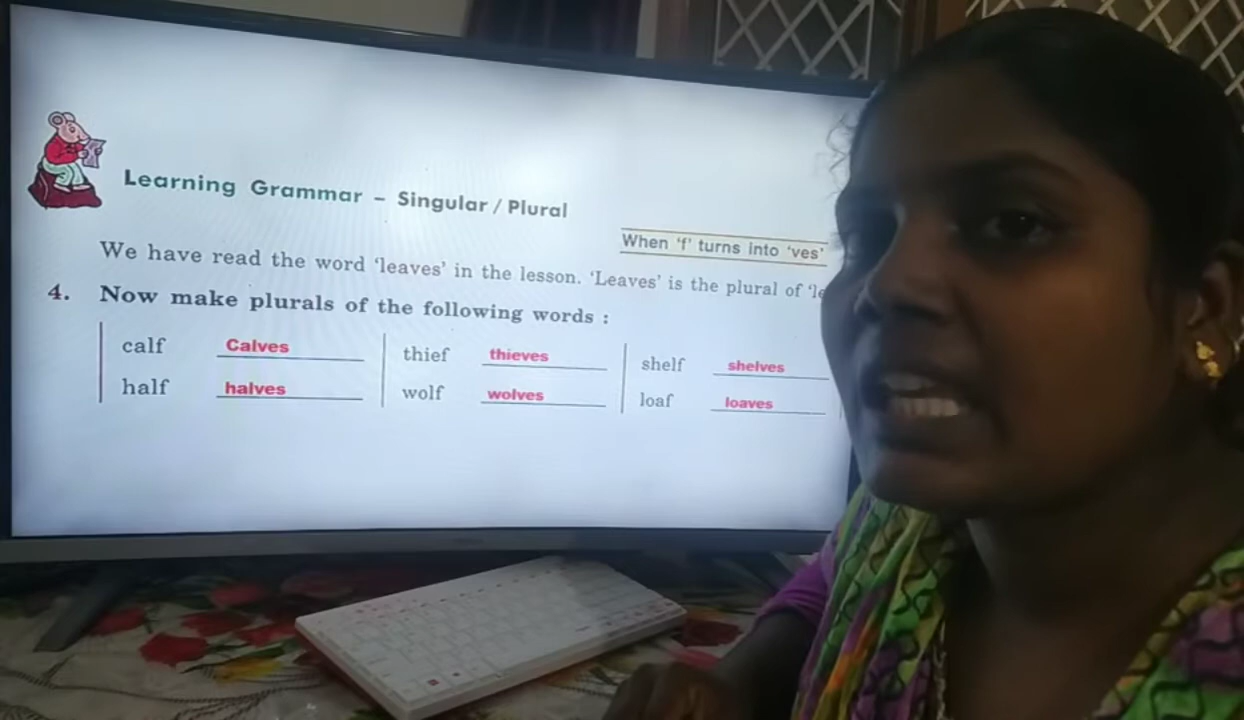 Learning Grammar – Singular / Plural
When ‘f’ turns into ‘ves’
We have read the word ‘leaves’ in the lesson. ‘Leaves’ is the plural of
4. Now make plurals of the following words :
calf Calves thief thieves shelf shelves
half halves wolf wolves loaf loaves